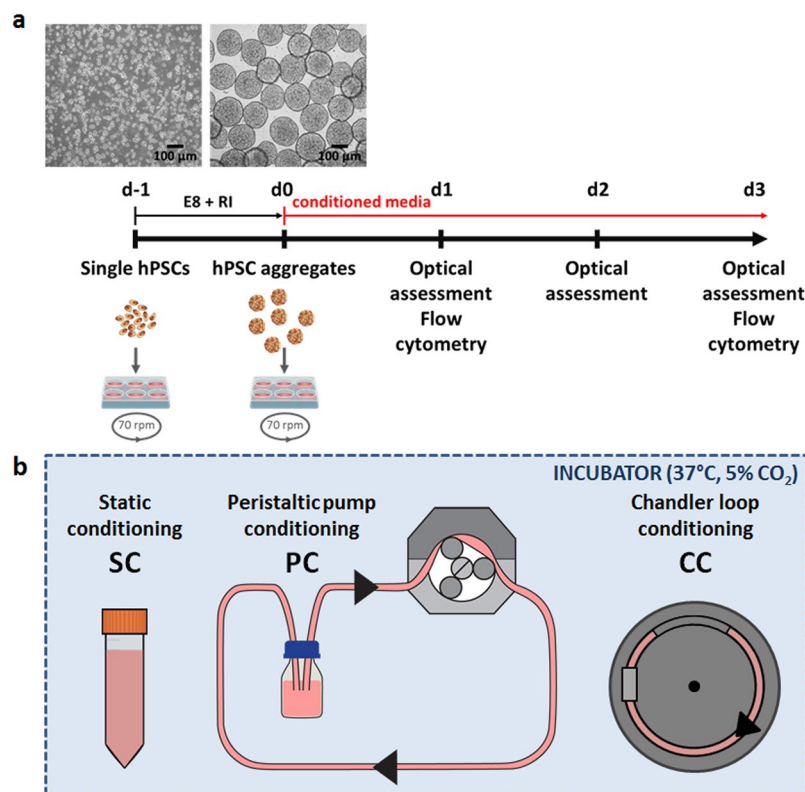 a
100 μm
100 μm
d-1
d0
d1
d2
d3
E8 + RI
conditioned media
Single hPSCs
hPSC aggregates
Optical
assessment
Flow
cytometry
Optical
assessment
Optical
assessment
Flow
cytometry
70 rpm
70 rpm
b
INCUBATOR (37°C, 5% CO₂)
Static
conditioning
SC
Peristaltic pump
conditioning
PC
Chandler loop
conditioning
CC